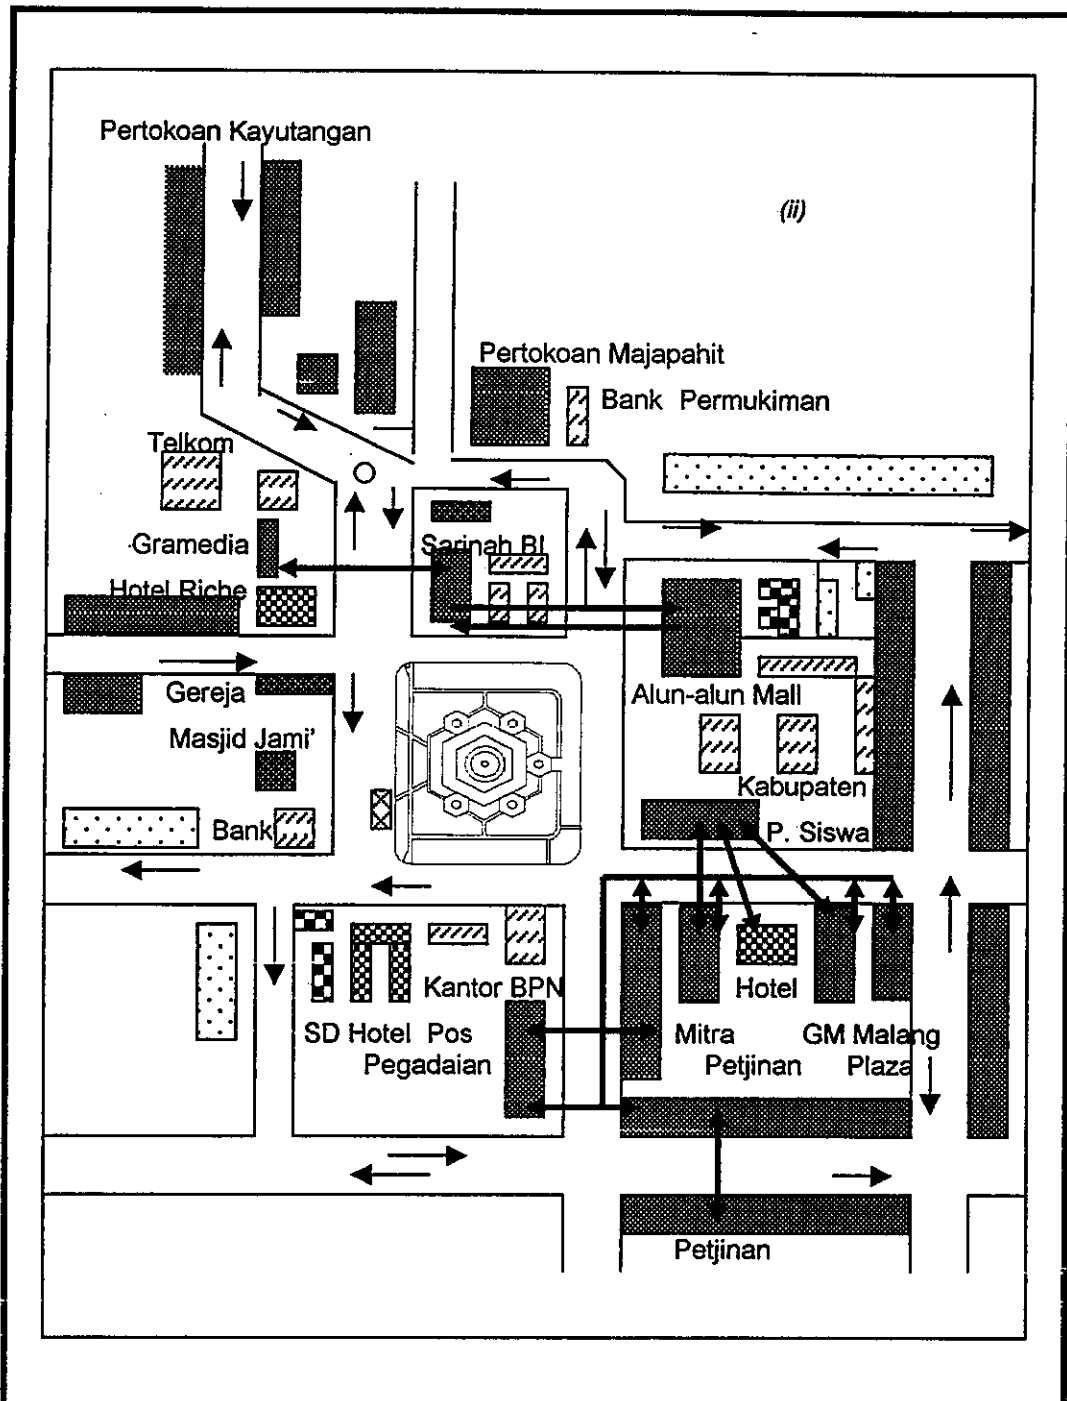 Pertokoan Kayutangan
(ii)
Pertokoan Majapahit
Bank Permukiman
Telkom
Gramedia
Sarinah BI
Hotel Riche
Gereja
Alun-alun Mall
Masjid Jami'
Kabupaten
Bank
P. Siswa
Kantor BPN
Hotel
SD Hotel Pos
Mitra
GM Malang
Pegadaian
Petjinan
Plaza
Petjinan